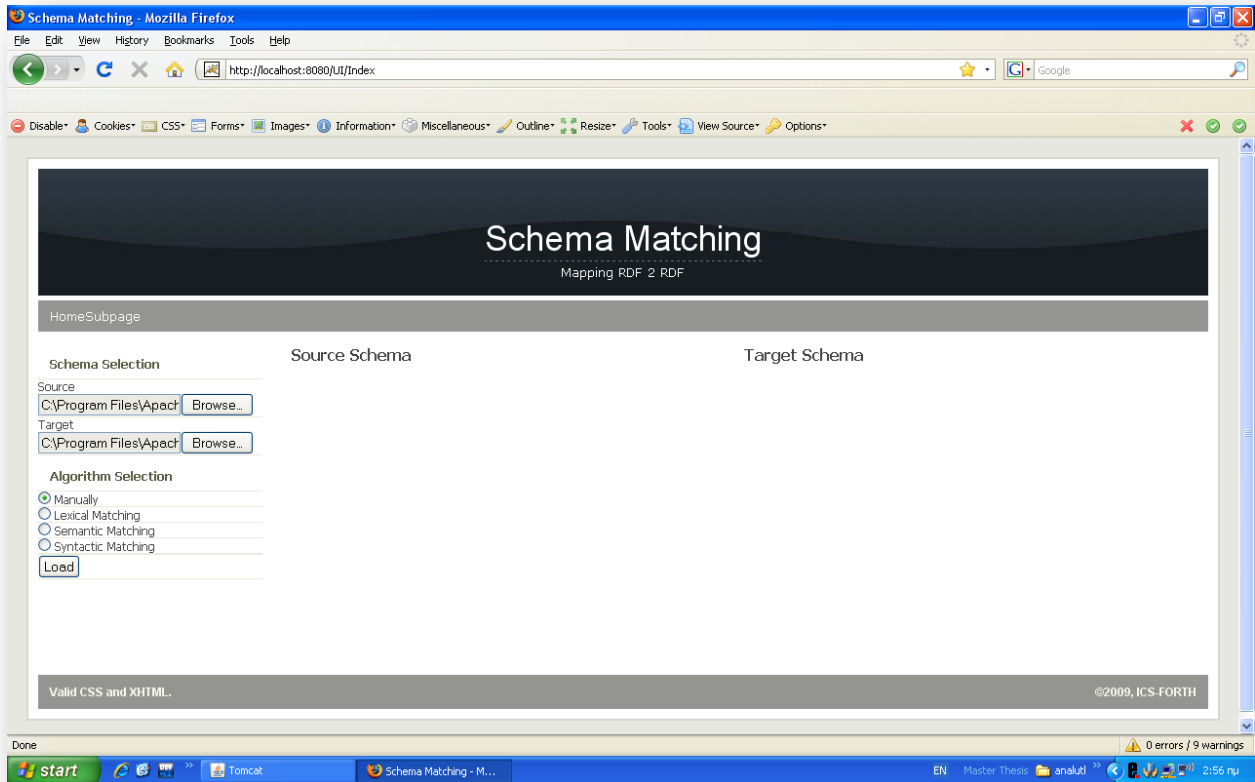 Schema Matching - Mozilla Firefox
File Edit View History Bookmarks Tools Help
http://localhost:8080/UI/Index
G Google
Disable Cookies CSS Forms Images Information Miscellaneous Outline Resize Tools View Source Options
Schema Matching
Mapping RDF 2 RDF
HomeSubpage
Schema Selection
Source Schema
Target Schema
Source
C:\Program Files\Apach Browse...
Target
C:\Program Files\Apach Browse...
Algorithm Selection
Manually
Lexical Matching
Semantic Matching
Syntactic Matching
Load
Valid CSS and XHTML.
©2009, ICS-FORTH
Done
0 errors / 9 warnings
start
Tomcat
Schema Matching - M...
EN
Master Thesis
analutl
2:56 πμ